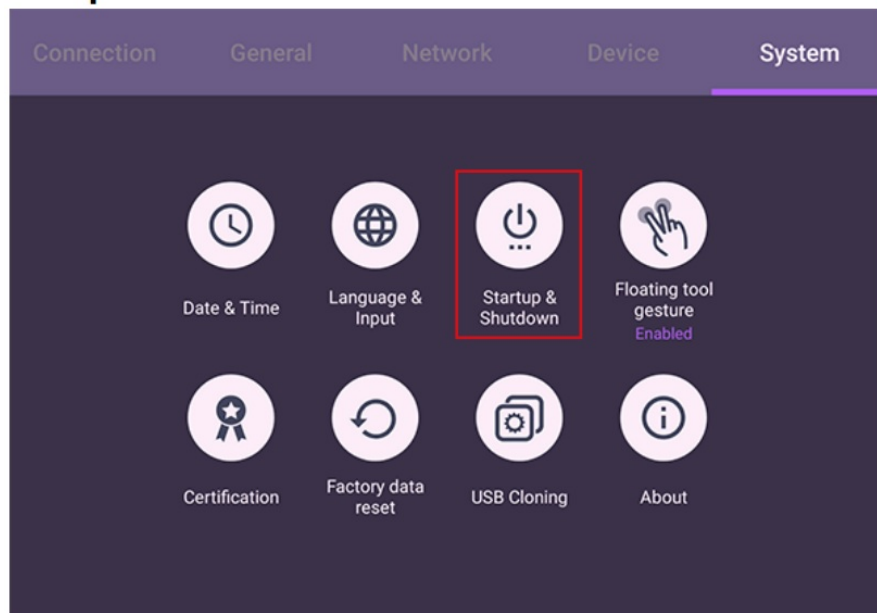 Connection General Network Device System
Date & Time
Language &
Input
Startup &
Shutdown
Floating tool
gesture
Enabled
Certification
Factory data
reset
USB Cloning
About